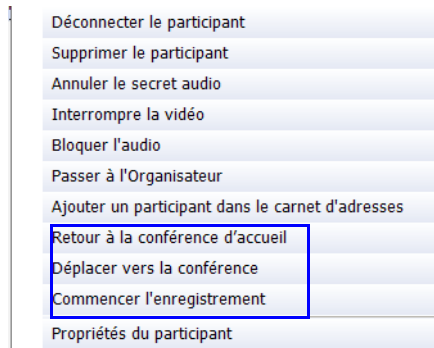 Déconnecter le participant
Supprimer le participant
Annuler le secret audio
Interrompre la vidéo
Bloquer l'audio
Passer à l'Organisateur
Ajouter un participant dans le carnet d'adresses
Retour à la conférence d’accueil
Déplacer vers la conférence
Commencer l'enregistrement
Propriétés du participant